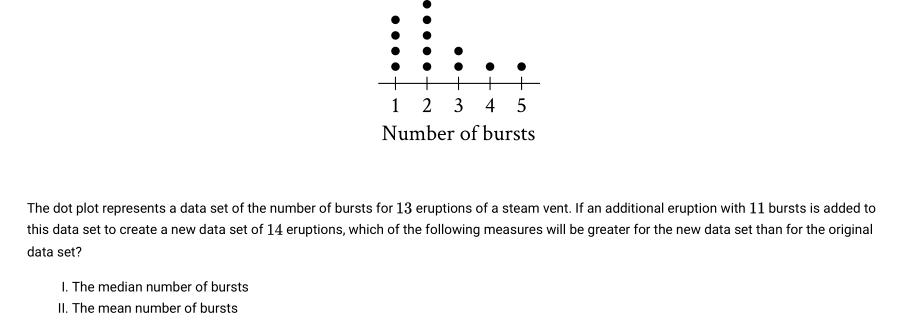 1 2 3 4 5
Number of bursts
The dot plot represents a data set of the number of bursts for 13 eruptions of a steam vent. If an additional eruption with 11 bursts is added to
this data set to create a new data set of 14 eruptions, which of the following measures will be greater for the new data set than for the original
data set?
I. The median number of bursts
II. The mean number of bursts